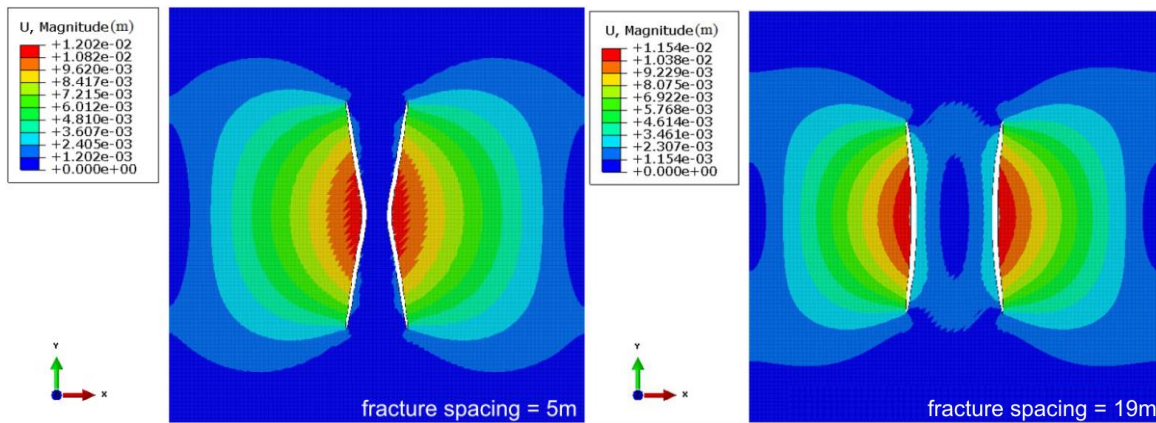 U, Magnitude(m)
+1.202e-02
+1.082e-02
+9.620e-03
+8.417e-03
+7.215e-03
+6.012e-03
+4.810e-03
+3.607e-03
+2.405e-03
+1.202e-03
+0.000e+00
Y
X
fracture spacing = 5m
U, Magnitude(m)
+1.154e-02
+1.038e-02
+9.229e-03
+8.075e-03
+6.922e-03
+5.768e-03
+4.614e-03
+3.461e-03
+2.307e-03
+1.154e-03
+0.000e+00
Y
X
fracture spacing = 19m